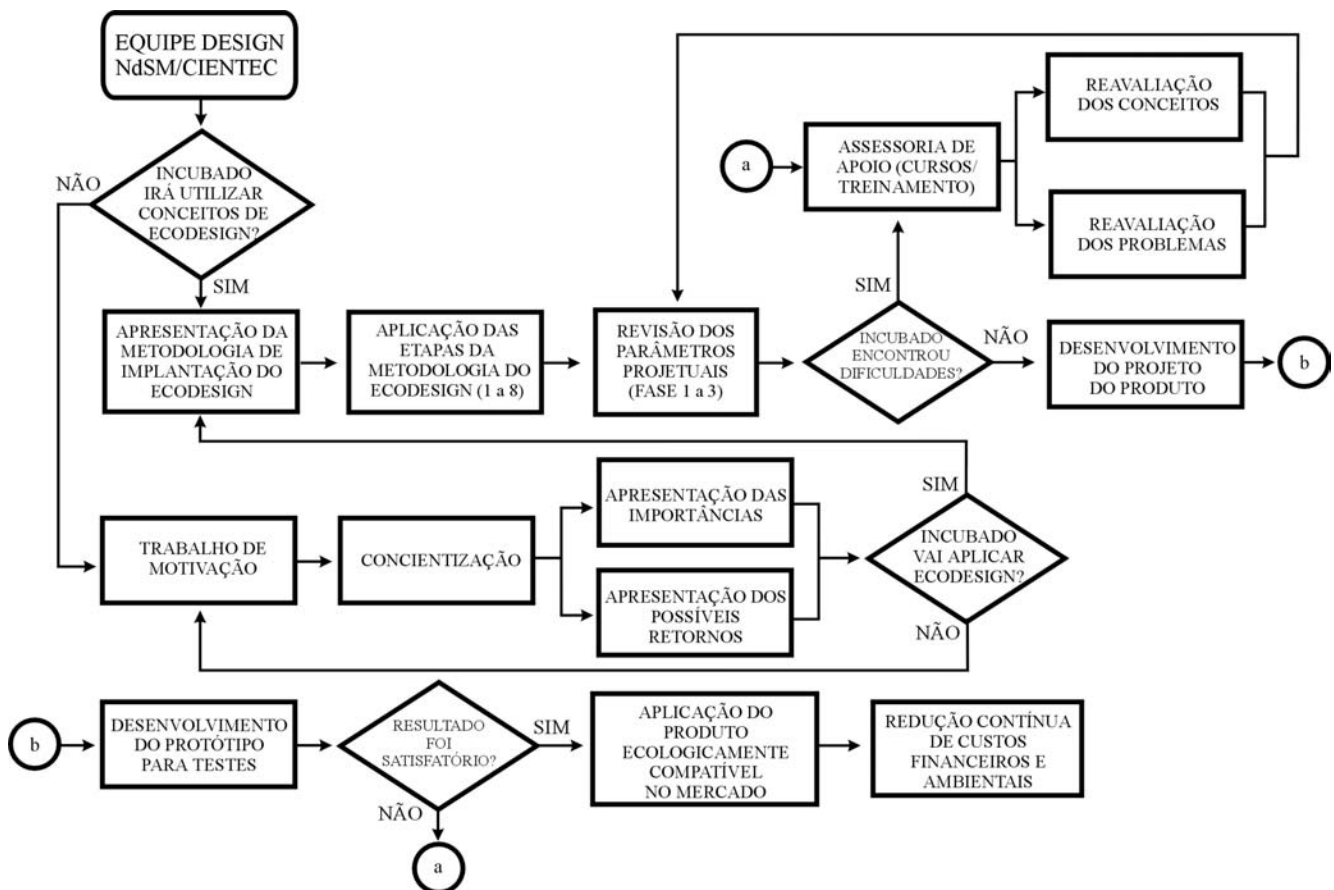 EQUIPE DESIGN
NdSM/CIENTEC
INCUBADO
IRÁ UTILIZAR
CONCEITOS DE
ECODESIGN?
NÃO
SIM
APRESENTAÇÃO DA
METODOLOGIA DE
IMPLANTAÇÃO DO
ECODESIGN
APLICAÇÃO DAS
ETAPAS DA
METODOLOGIA DO
ECODESIGN (1 a 8)
REVISÃO DOS
PARÂMETROS
PROJETUAIS
(FASE 1 a 3)
INCUBADO
ENCONTROU
DIFICULDADES?
SIM
NÃO
a
ASSESSORIA DE
APOIO (CURSOS/
TREINAMENTO)
REAVALIAÇÃO
DOS CONCEITOS
REAVALIAÇÃO
DOS PROBLEMAS
DESENVOLVIMENTO
DO PROJETO
DO PRODUTO
b
TRABALHO DE
MOTIVAÇÃO
CONCIENTIZAÇÃO
APRESENTAÇÃO DAS
IMPORTÂNCIAS
APRESENTAÇÃO DOS
POSSÍVEIS
RETORNOS
SIM
INCUBADO
VAI APLICAR
ECODESIGN?
NÃO
b
DESENVOLVIMENTO
DO PROTÓTIPO
PARA TESTES
RESULTADO
FOI
SATISFATÓRIO?
SIM
NÃO
a
APLICAÇÃO DO
PRODUTO
ECOLOGICAMENTE
COMPATÍVEL
NO MERCADO
REDUÇÃO CONTÍNUA
DE CUSTOS
FINANCEIROS E
AMBIENTAIS